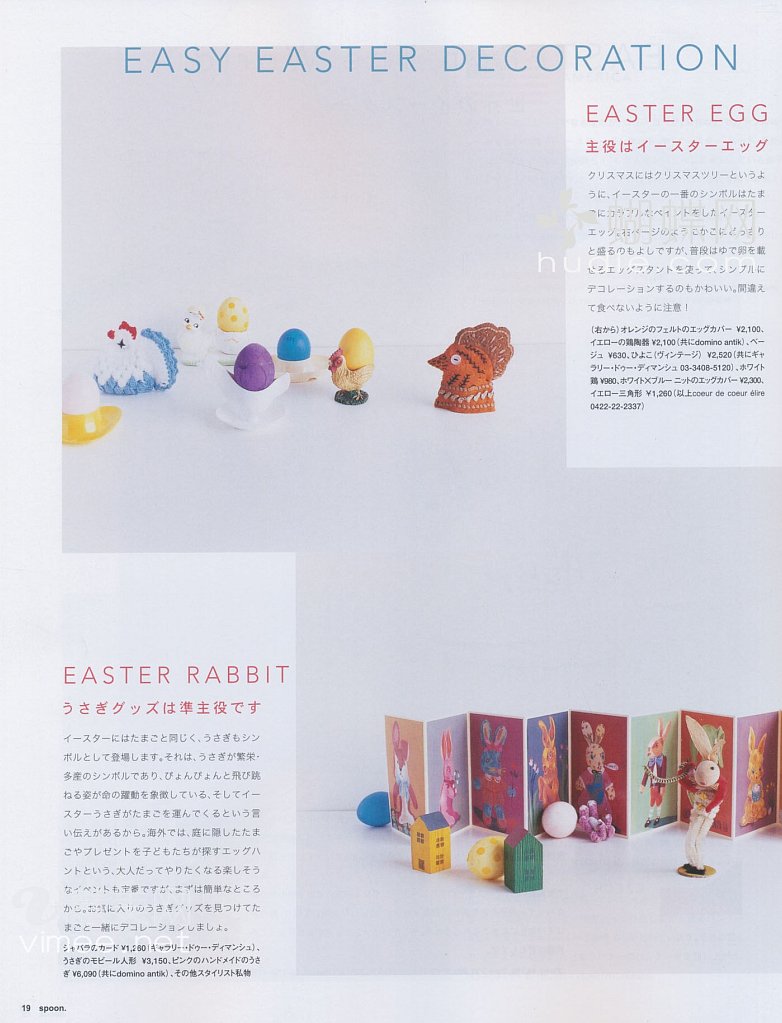 EASY EASTER DECORATION
EASTER EGG
主役はイースターエッグ
クリスマスにはクリスマスツリーというよ
うに、イースターの一番のシンボルはたま
ごにカラフルなペイントをしたイースター
エッグ。右ページのようにかごにどっさり
と盛るのもよしですが、普段はゆで卵を載
せるエッグスタントを使って、シンプルに
デコレーションするのもかわいい。間違え
て食べないように注意！
（右から）オレンジのフェルトのエッグカバー ¥2,100、
イエローの鶏陶器 ¥2,100（共にdomino antik）、ベー
ジュ ¥630、ひよこ（ヴィンテージ） ¥2,520（共にギャ
ラリー・ドゥー・ディマンシュ 03-3408-5120）、ホワイト
鶏 ¥980、ホワイト×ブルー ニットのエッグカバー ¥2,300、
イエロー三角形 ¥1,260（以上coeur de coeur élire
0422-22-2337）
蝴蝶网
hudie.com
EASTER RABBIT
うさぎグッズは準主役です
イースターにはたまごと同じく、うさぎもシン
ボルとして登場します。それは、うさぎが繁栄・
多産のシンボルであり、ぴょんぴょんと飛び跳
ねる姿が命の躍動を象徴している、そしてイー
スターうさぎがたまごを運んでくるという言
い伝えがあるから。海外では、庭に隠したたま
ごやプレゼントを子どもたちが探すエッグハ
ントという、大人だってやりたくなる楽しそう
なイベントも定番ですが、まずは簡単なところ
から。お気に入りのうさぎグッズを見つけてた
まごと一緒にデコレーションしましょ。
ジャバラのカード ¥1,260（ギャラリー・ドゥー・ディマンシュ）、
うさぎのモビール人形 ¥3,150、ピンクのハンドメイドのうさ
ぎ ¥6,090（共にdomino antik）、その他スタイリスト私物
vimee.net
19 spoon.